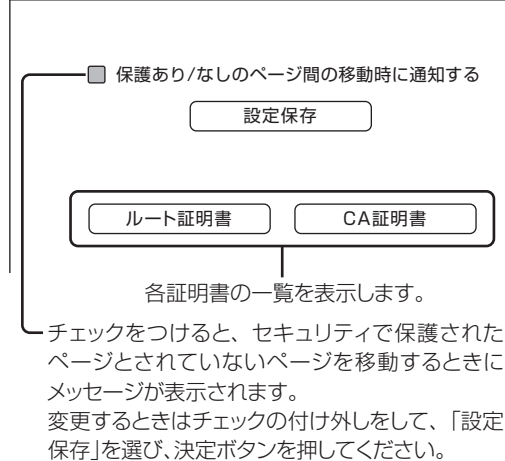 保護あり/なしのページ間の移動時に通知する
設定保存
ルート証明書
CA証明書
各証明書の一覧を表示します。
チェックをつけると、セキュリティで保護された
ページとされていないページを移動するときに
メッセージが表示されます。
変更するときはチェックの付け外しをして、「設定
保存」を選び、決定ボタンを押してください。